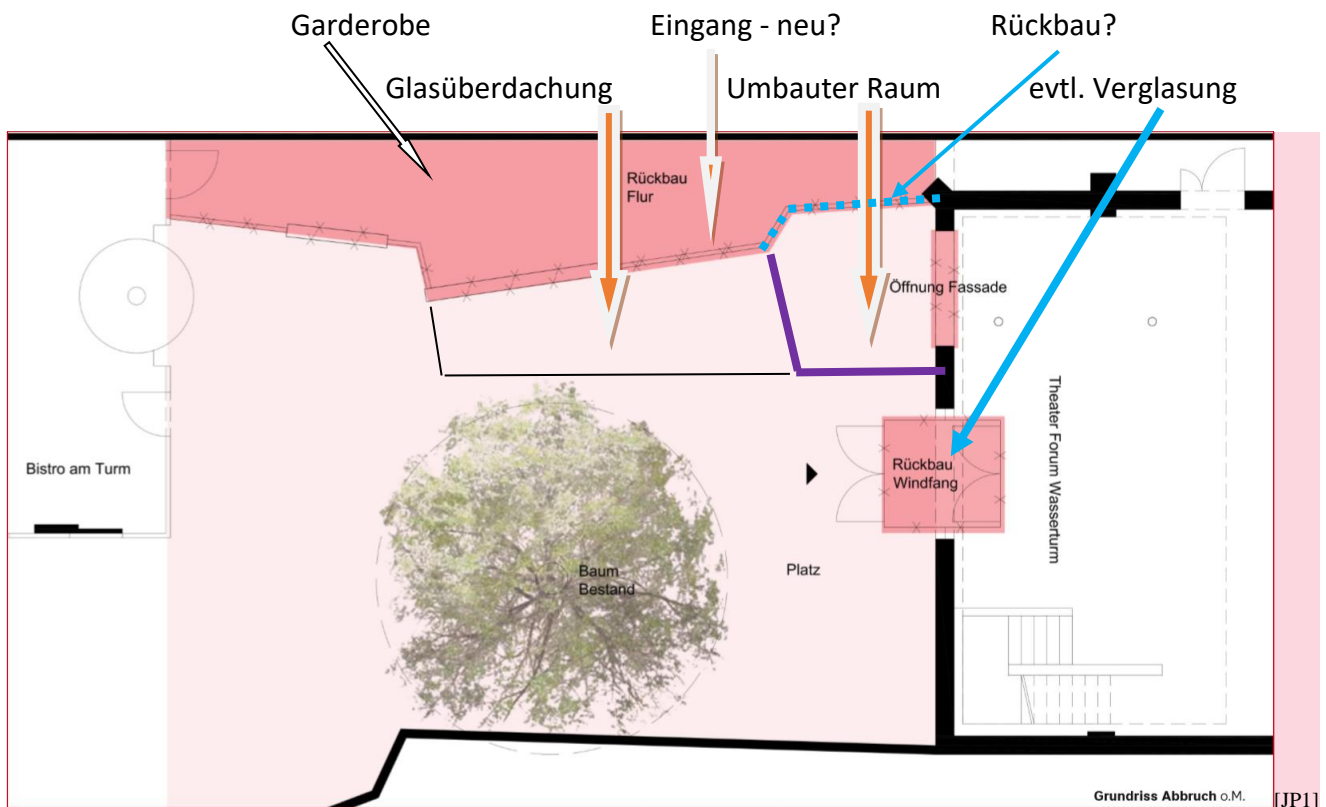 Garderobe
Eingang - neu?
Rückbau?
Glasüberdachung
Umbauter Raum
evtl. Verglasung
Rückbau
Flur
Öffnung Fassade
Bistro am Turm
Rückbau
Windfang
Theater Forum Wasserturm
Baum
Bestand
Platz
Grundriss Abbruch o.M.
[JP1]